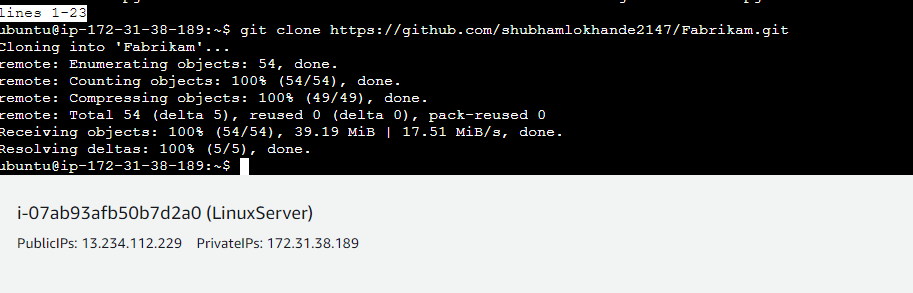 lines 1-23
ubuntu@ip-172-31-38-189:~$ git clone https://github.com/shubhamlokhande2147/Fabrikam.git
Cloning into 'Fabrikam'...
remote: Enumerating objects: 54, done.
remote: Counting objects: 100% (54/54), done.
remote: Compressing objects: 100% (49/49), done.
remote: Total 54 (delta 5), reused 0 (delta 0), pack-reused 0
Receiving objects: 100% (54/54), 39.19 MiB | 17.51 MiB/s, done.
Resolving deltas: 100% (5/5), done.
ubuntu@ip-172-31-38-189:~$
i-07ab93afb50b7d2a0 (LinuxServer)
PublicIPs: 13.234.112.229 PrivateIPs: 172.31.38.189